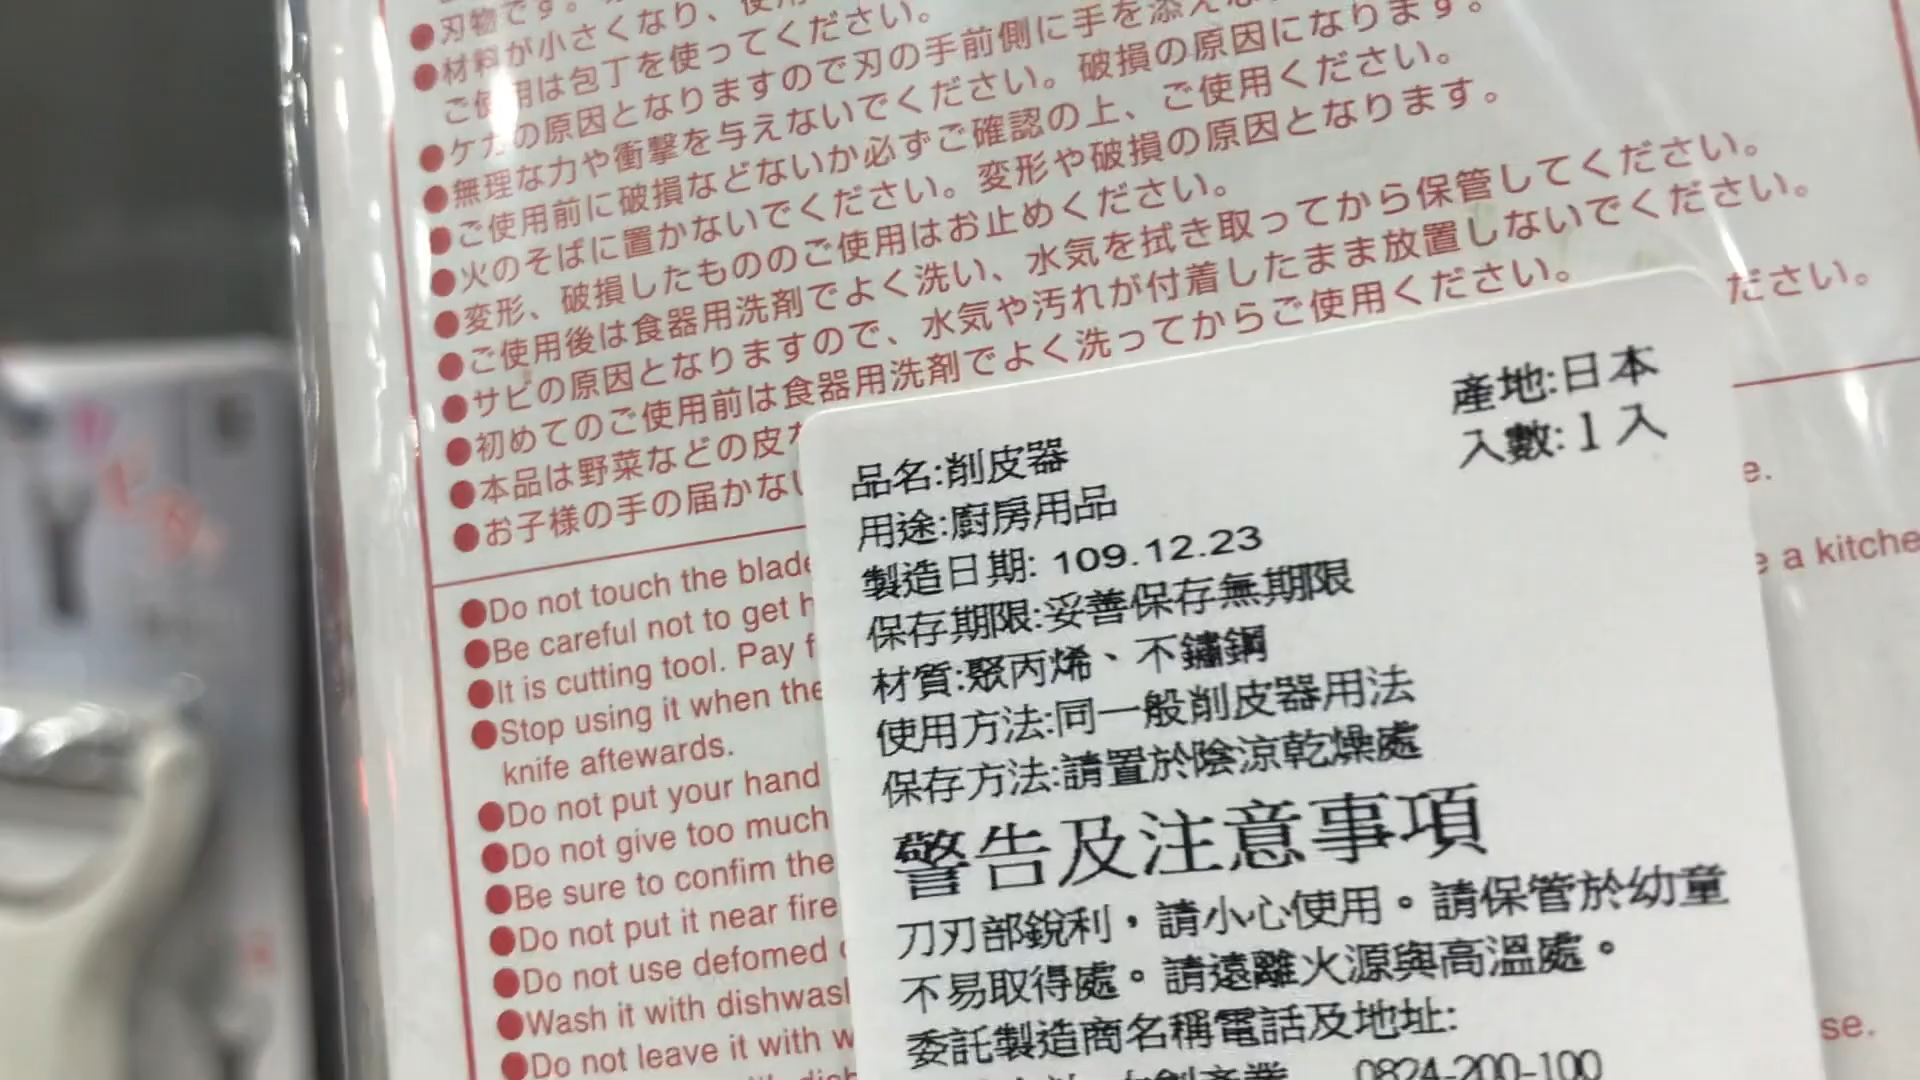 ●刃物です。
●材料が小さくなり、使用
ご使用は包丁を使ってください。
●ケガの原因となりますので刃の手前側に手を添えな
●無理な力や衝撃を与えないでください。破損の原因になります。
●ご使用前に破損などないか必ずご確認の上、ご使用ください。
●火のそばに置かないでください。変形や破損の原因となります。
●変形、破損したもののご使用はお止めください。
●ご使用後は食器用洗剤でよく洗い、水気を拭き取ってから保管してください。
●サビの原因となりますので、水気や汚れが付着したまま放置しないでください。
●初めてのご使用前は食器用洗剤でよく洗ってからご使用ください。
●本品は野菜などの皮
ださい。
●お子様の手の届かない
●Do not touch the blade
●Be careful not to get h
●It is cutting tool. Pay f
●Stop using it when the
e a kitche
knife aftewards.
●Do not put your hand
●Do not give too much
●Be sure to confim the
se.
●Do not put it near fire
●Do not use defomed
●Wash it with dishwasl
●Do not leave it with w
產地:日本
入數:1入
品名:削皮器
用途:廚房用品
製造日期: 109.12.23
保存期限:妥善保存無期限
材質:聚丙烯、不鏽鋼
使用方法:同一般削皮器用法
保存方法:請置於陰涼乾燥處
警告及注意事項
刀刃部銳利，請小心使用。請保管於幼童
不易取得處。請遠離火源與高溫處。
委託製造商名稱電話及地址:
創產業 0824-200-100